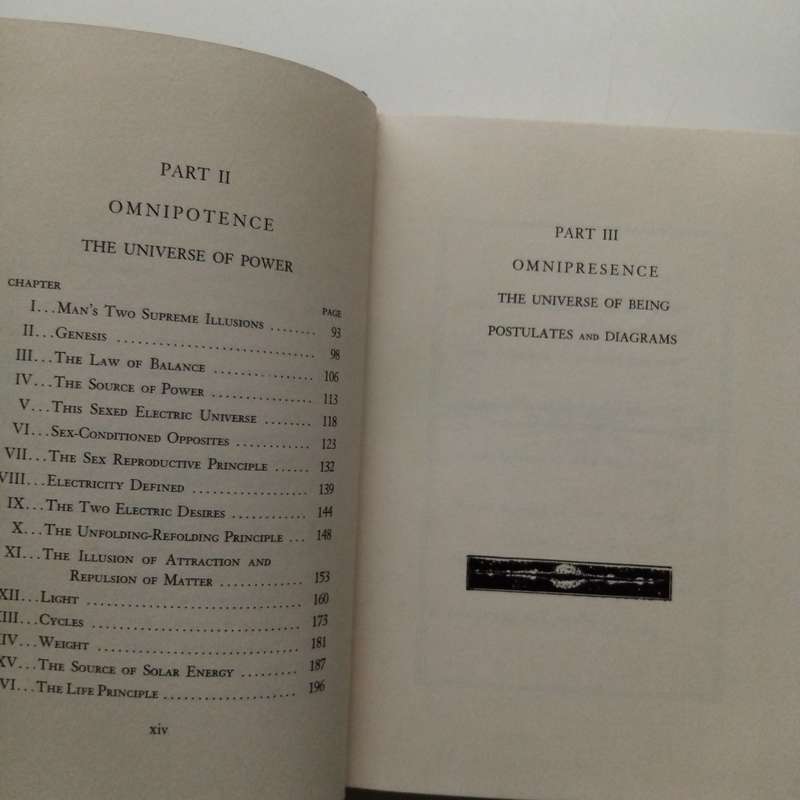 PART II
OMNIPOTENCE
THE UNIVERSE OF POWER
CHAPTER PAGE
I...MAN'S TWO SUPREME ILLUSIONS ........ 93
II...GENESIS .......................... 98
III...THE LAW OF BALANCE ............... 106
IV...THE SOURCE OF POWER ............... 113
V...THIS SEXED ELECTRIC UNIVERSE ........ 118
VI...SEX-CONDITIONED OPPOSITES ............ 123
VII...THE SEX REPRODUCTIVE PRINCIPLE ...... 132
VIII...ELECTRICITY DEFINED ................. 139
IX...THE TWO ELECTRIC DESIRES ............ 144
X...THE UNFOLDING-REFOLDING PRINCIPLE ... 148
XI...THE ILLUSION OF ATTRACTION AND
REPULSION OF MATTER ............ 153
XII...LIGHT .............................. 160
XIII...CYCLES ............................. 173
XIV...WEIGHT ............................. 181
XV...THE SOURCE OF SOLAR ENERGY ......... 187
VI...THE LIFE PRINCIPLE .................. 196
xiv
PART III
OMNIPRESENCE
THE UNIVERSE OF BEING
POSTULATES AND DIAGRAMS